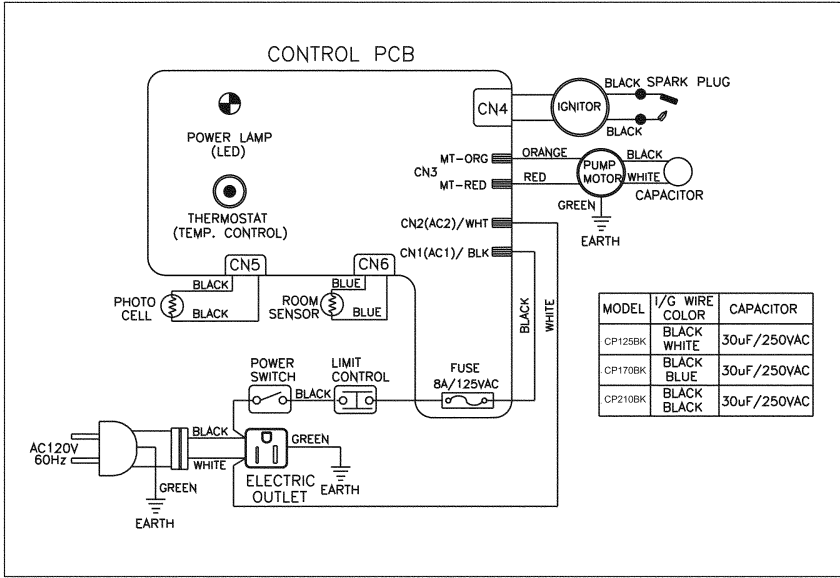 CONTROL PCB
POWER LAMP
(LED)
THERMOSTAT
(TEMP. CONTROL)
CN4
IGNITOR
BLACK
SPARK PLUG
BLACK
MT-ORG
CN3
MT-RED
ORANGE
RED
PUMP
MOTOR
BLACK
WHITE
CAPACITOR
GREEN
EARTH
CN2(AC2)/WHT
CN1(AC1)/ BLK
CN5
CN6
BLACK
BLACK
PHOTO
CELL
BLUE
BLUE
ROOM
SENSOR
BLACK
WHITE
MODEL
I/G WIRE
COLOR
CAPACITOR
CP125BK
BLACK
WHITE
30uF/250VAC
CP170BK
BLACK
BLUE
30uF/250VAC
CP210BK
BLACK
BLACK
30uF/250VAC
POWER
SWITCH
BLACK
LIMIT
CONTROL
FUSE
8A/125VAC
AC120V
60Hz
BLACK
WHITE
GREEN
EARTH
GREEN
EARTH
ELECTRIC
OUTLET